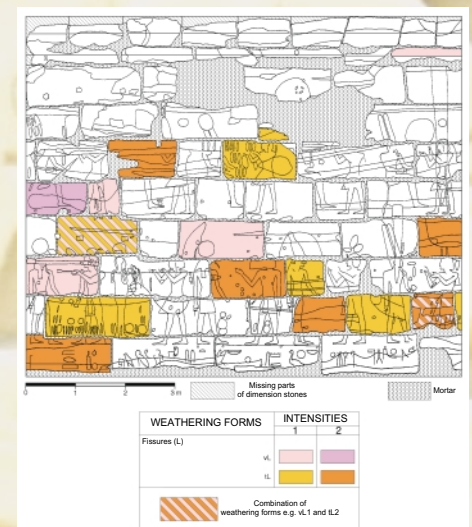 0 1 2 3 m
Missing parts
of dimension stones
Mortar
WEATHERING FORMS
INTENSITIES
1 2
Fissures (L)
vL
tL
Combination of
weathering forms e.g. vL1 and tL2